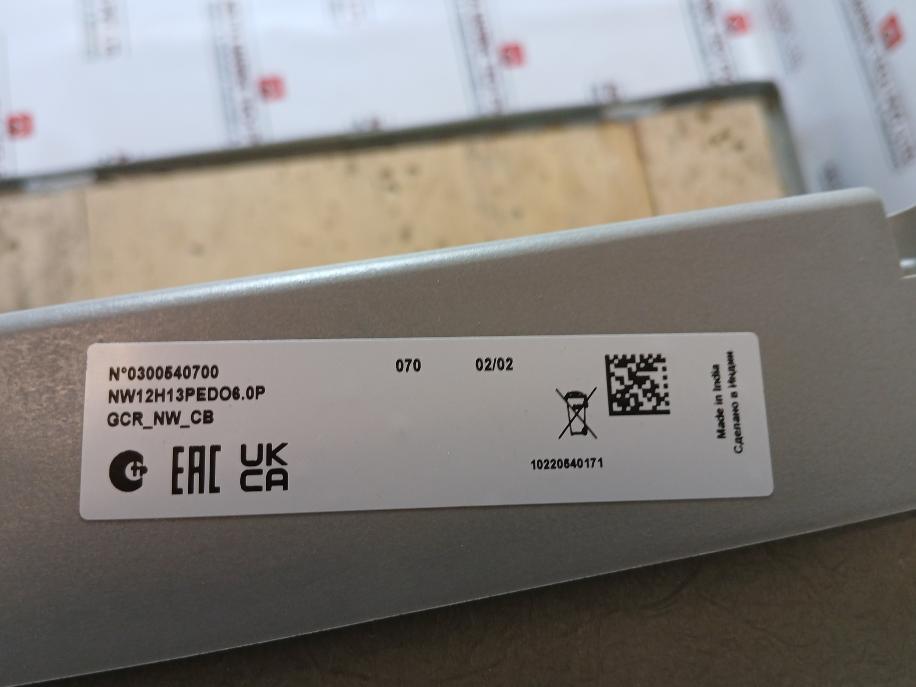 N°0300540700
070
02/02
NW12H13PEDO6.0P
GCR_NW_CB
EAC
UK
CA
10220540171
Made in India
Сделано в Индии